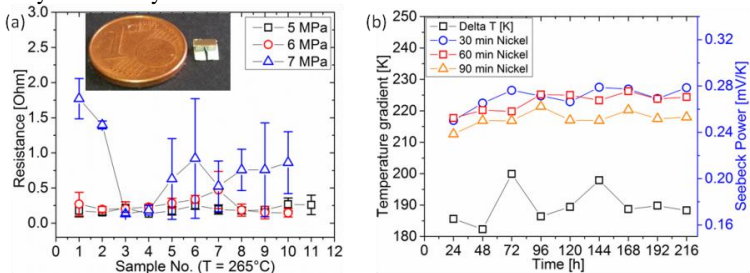 (a)
Resistance [Ohm]
2.5
2.0
1.5
1.0
0.5
0.0
5 MPa
6 MPa
7 MPa
0 1 2 3 4 5 6 7 8 9 10 11 12
Sample No. (T = 265°C)
(b)
Temperature gradient [K]
250
240
230
220
210
200
190
180
Delta T [K]
30 min Nickel
60 min Nickel
90 min Nickel
0.32
0.28
0.24
0.20
0.16
Seebeck Power [mV/K]
0 24 48 72 96 120 144 168 192 216
Time [h]